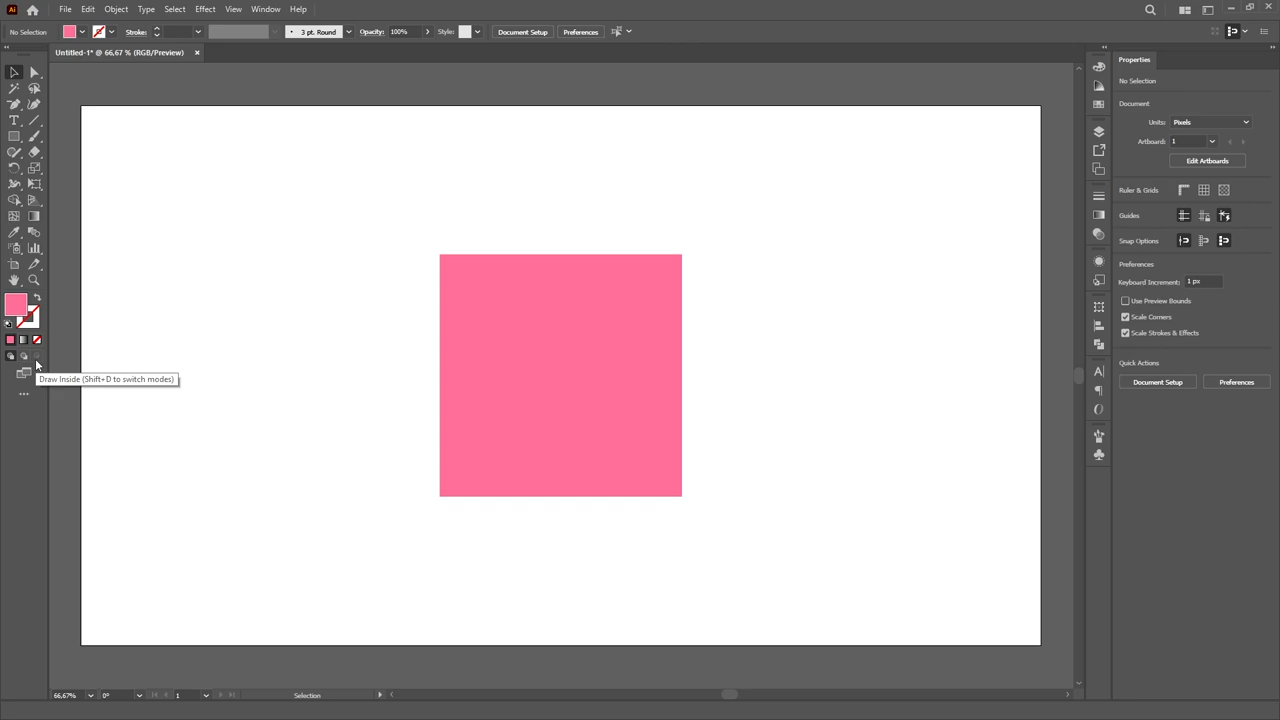 Ai File Edit Object Type Select Effect View Window Help
No Selection Stroke: 3 pt. Round Opacity: 100% Style: Document Setup Preferences
Untitled-1* @ 66,67 % (RGB/Preview) ×
Properties
No Selection
Document
Units: Pixels
Artboard: 1
Edit Artboards
Ruler & Grids
Guides
Snap Options
Preferences
Keyboard Increment: 1 px
Use Preview Bounds
Scale Corners
Scale Strokes & Effects
Quick Actions
Document Setup Preferences
Draw Inside (Shift+D to switch modes)
66,67% 0° 1 Selection